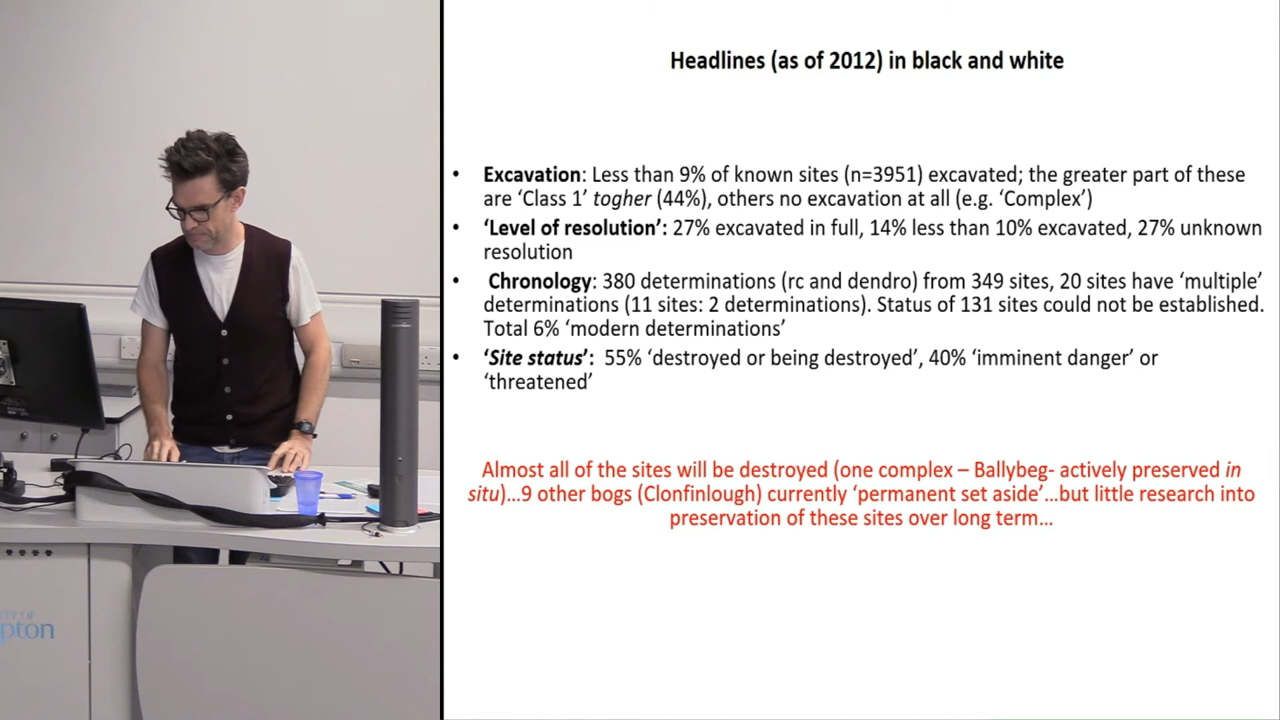 Headlines (as of 2012) in black and white
• Excavation: Less than 9% of known sites (n=3951) excavated; the greater part of these
are ‘Class 1’ togher (44%), others no excavation at all (e.g. ‘Complex’)
• ‘Level of resolution’: 27% excavated in full, 14% less than 10% excavated, 27% unknown
resolution
• Chronology: 380 determinations (rc and dendro) from 349 sites, 20 sites have ‘multiple’
determinations (11 sites: 2 determinations). Status of 131 sites could not be established.
Total 6% ‘modern determinations’
• ‘Site status’: 55% ‘destroyed or being destroyed’, 40% ‘imminent danger’ or
‘threatened’
Almost all of the sites will be destroyed (one complex – Ballybeg- actively preserved in
situ)…9 other bogs (Clonfinlough) currently ‘permanent set aside’…but little research into
preservation of these sites over long term…
OF
pton